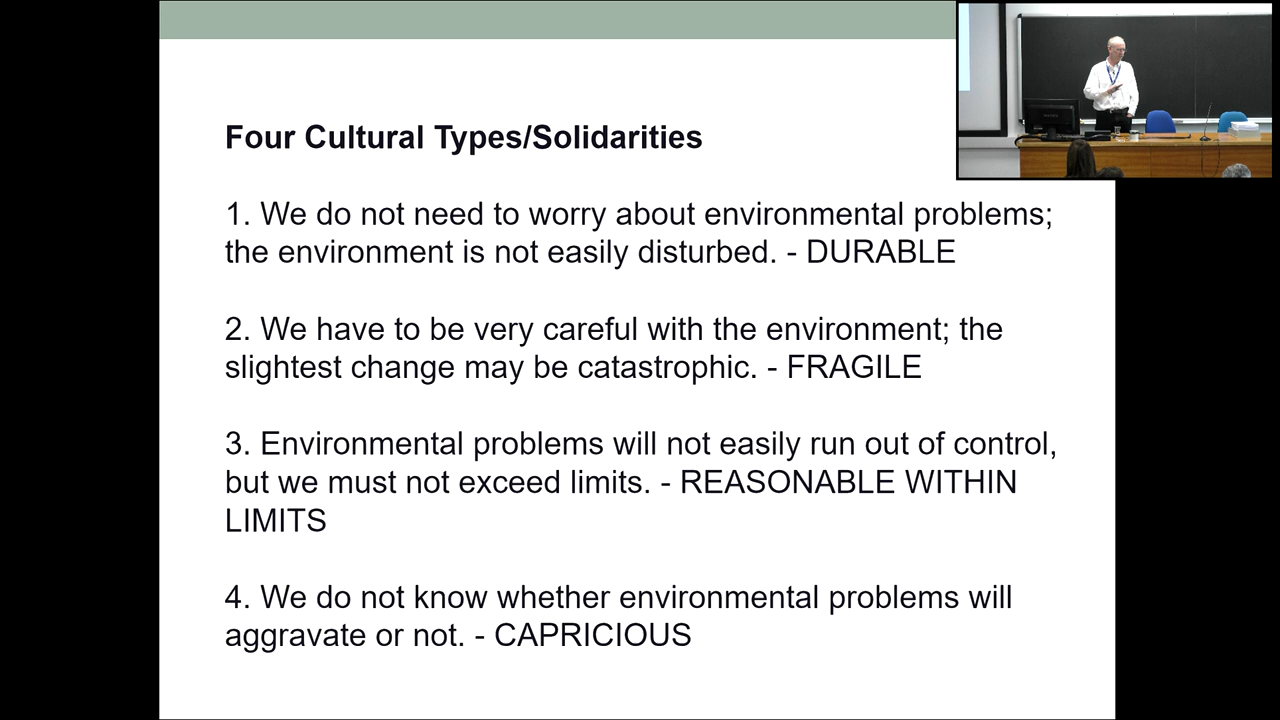 Four Cultural Types/Solidarities
1. We do not need to worry about environmental problems;
the environment is not easily disturbed. - DURABLE
2. We have to be very careful with the environment; the
slightest change may be catastrophic. - FRAGILE
3. Environmental problems will not easily run out of control,
but we must not exceed limits. - REASONABLE WITHIN
LIMITS
4. We do not know whether environmental problems will
aggravate or not. - CAPRICIOUS